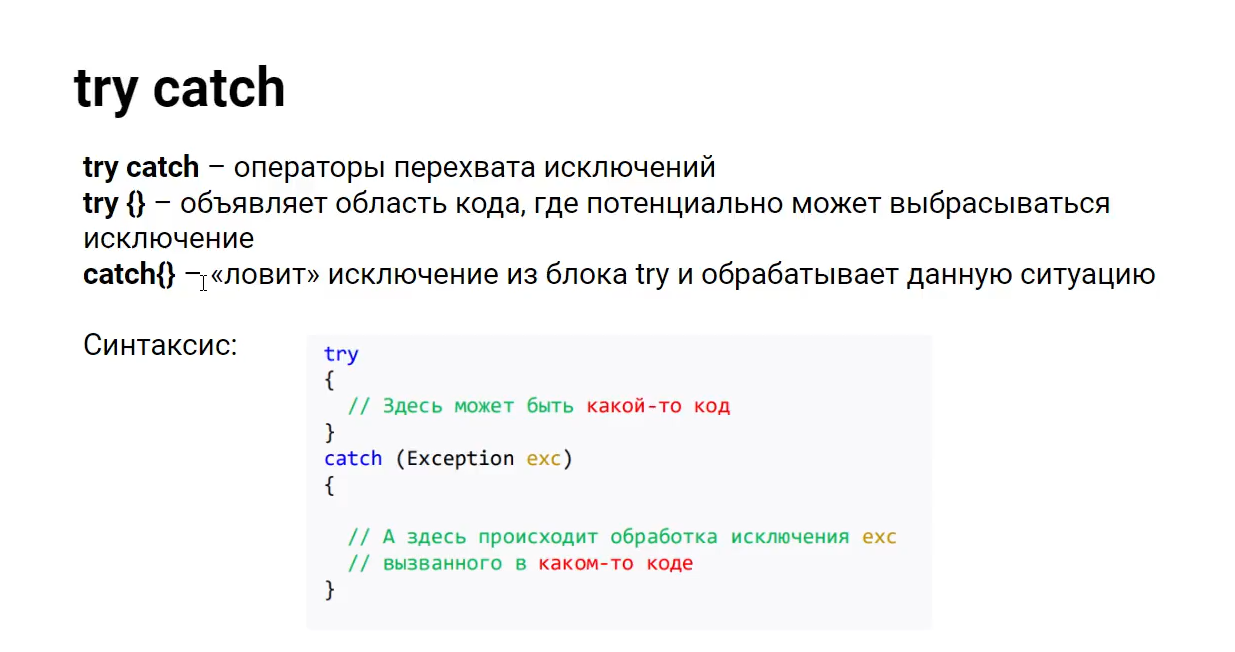 try catch
try catch – операторы перехвата исключений
try {} – объявляет область кода, где потенциально может выбрасываться
исключение
catch{} – «ловит» исключение из блока try и обрабатывает данную ситуацию
Синтаксис:
try
{
// Здесь может быть какой-то код
}
catch (Exception exc)
{
// А здесь происходит обработка исключения exc
// вызванного в каком-то коде
}